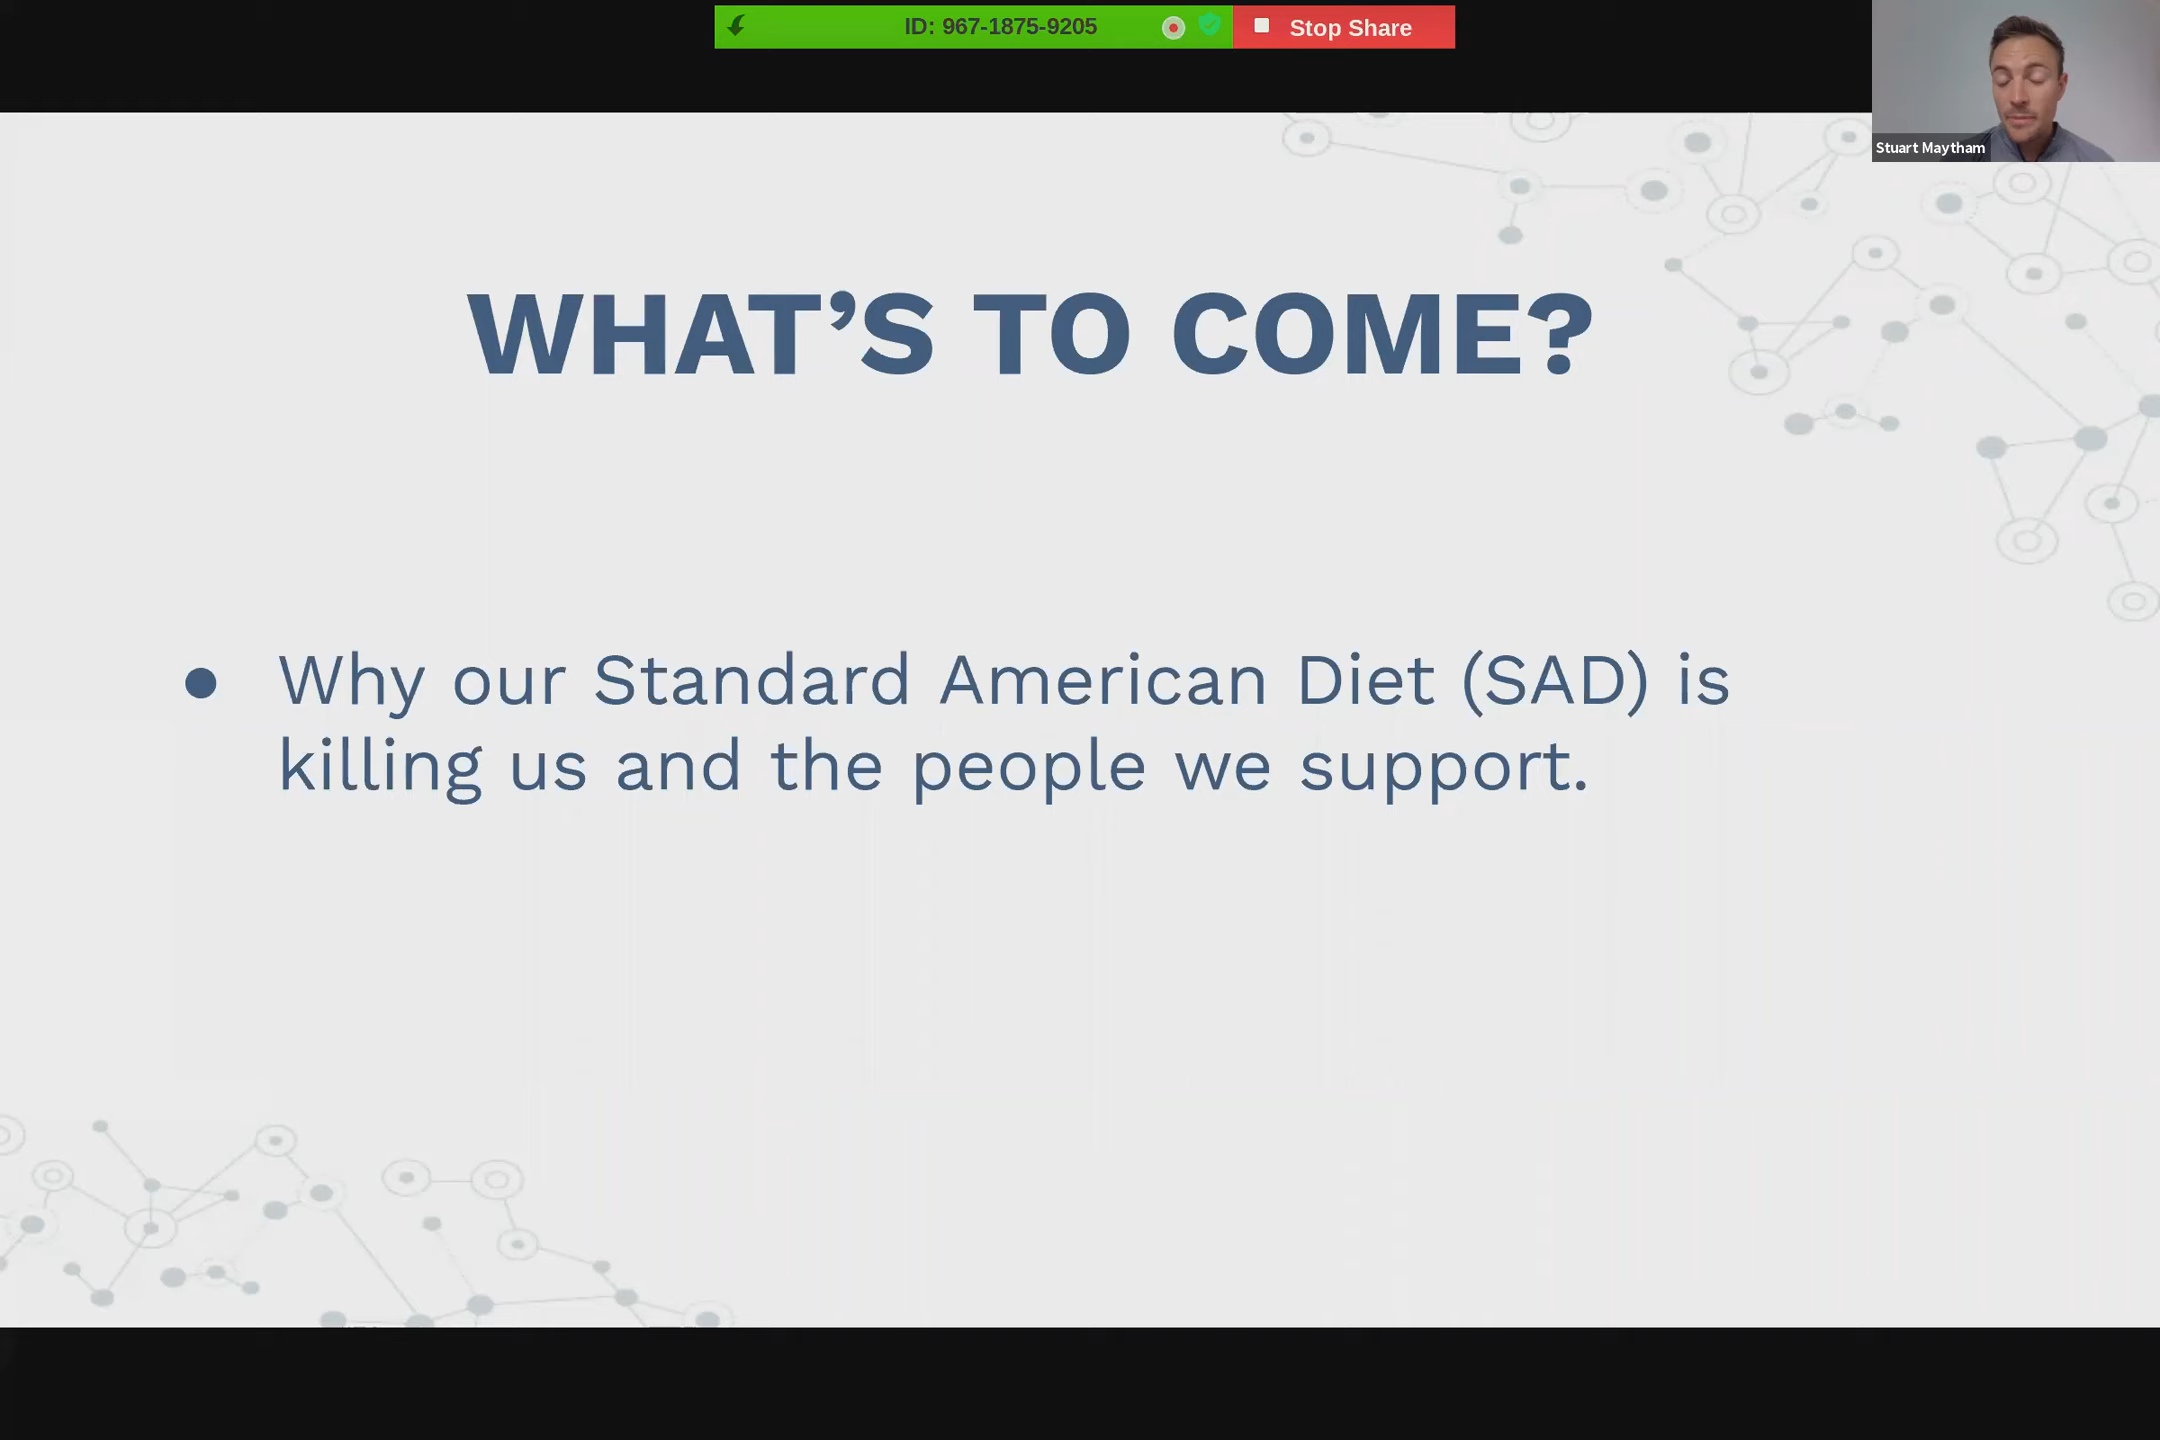 ID: 967-1875-9205
Stop Share
Stuart Maytham
WHAT’S TO COME?
● Why our Standard American Diet (SAD) is
killing us and the people we support.